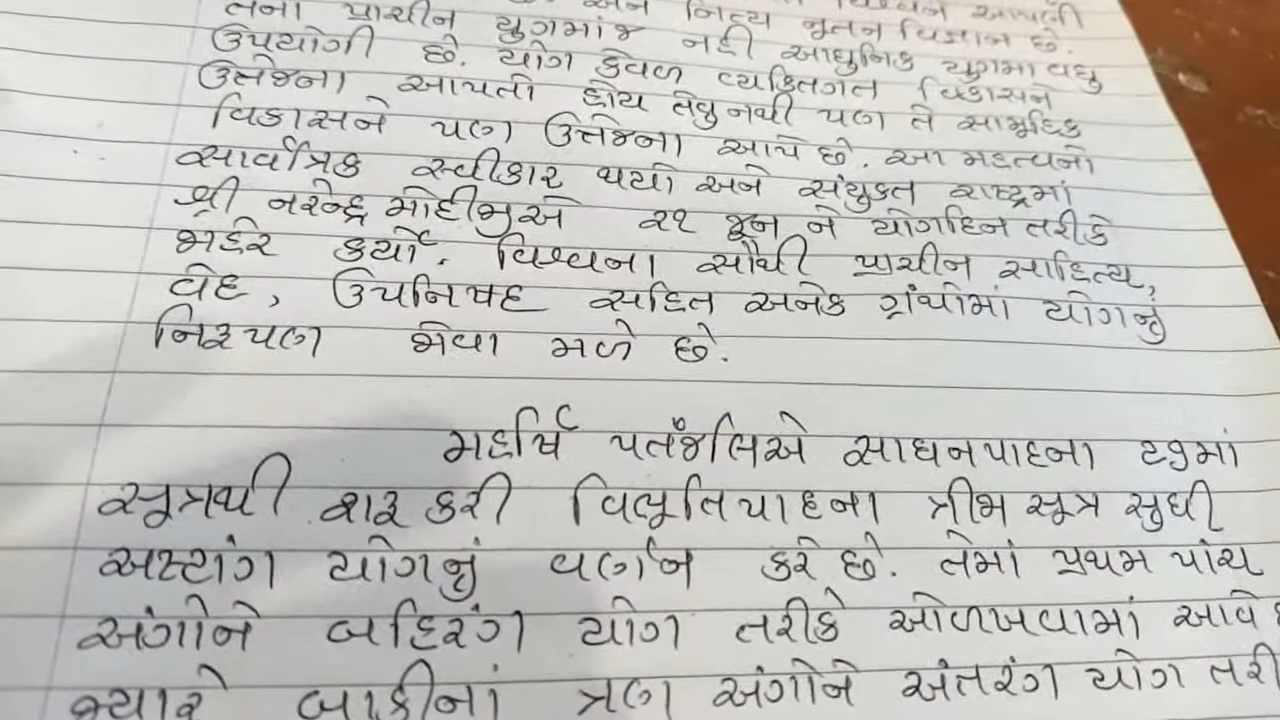 અને નિત્ય નૂતન વિજ્ઞાન છે.
તેના પ્રાચીન યુગમાંજ નહીં આધુનિક યુગમાં વધુ
ઉપયોગી છે. યોગ કેવળ વ્યક્તિગત વિકાસને
ઉત્તેજના આપતો હોય તેવુ નથી પણ તે સામૂહિક
વિકાસને પણ ઉત્તેજના આપે છે. આ મહત્વનો
સાર્વત્રિક સ્વીકાર થયો અને સંયુક્ત રાષ્ટ્રમાં
શ્રી નરેન્દ્ર મોદીજીએ ૨૧ જૂન ને યોગદિન તરીકે
જાહેર કર્યો. વિશ્વના સૌથી પ્રાચીન સાહિત્ય,
વેદ, ઉપનિષદ સહિત અનેક ગ્રંથોમાં યોગનું
નિરૂપણ જોવા મળે છે.
મહર્ષિ પતંજલિએ સાધનપાદના ૨૭માં
સૂત્રથી શરૂ કરી વિભૂતિપાદના ત્રીજા સૂત્ર સુધી
અષ્ટાંગ યોગનું વર્ણન કરે છે. તેમાં પ્રથમ પાંચ
અંગોને બહિરંગ યોગ તરીકે ઓળખવામાં આવે
જ્યારે બાકીનાં ત્રણ અંગોને અંતરંગ યોગ તરી